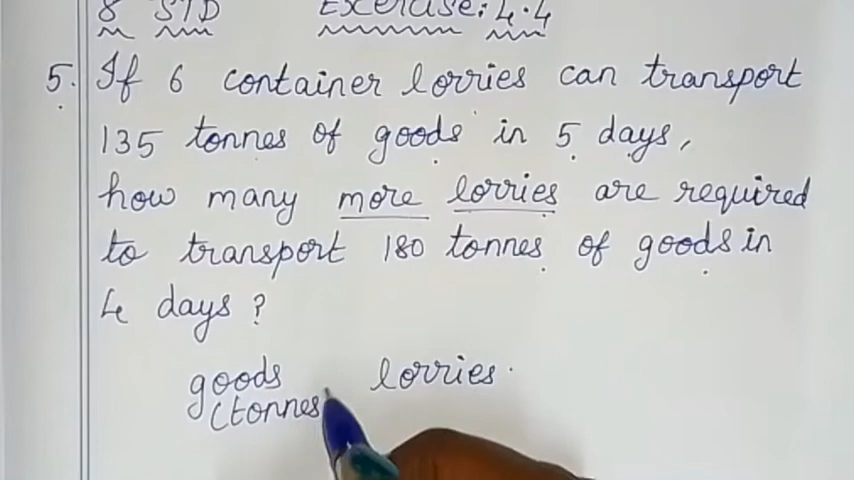 8 STD Exercise: 4.4
5. If 6 container lorries can transport
135 tonnes of goods in 5 days,
how many more lorries are required
to transport 180 tonnes of goods in
4 days?
goods lorries
(tonnes